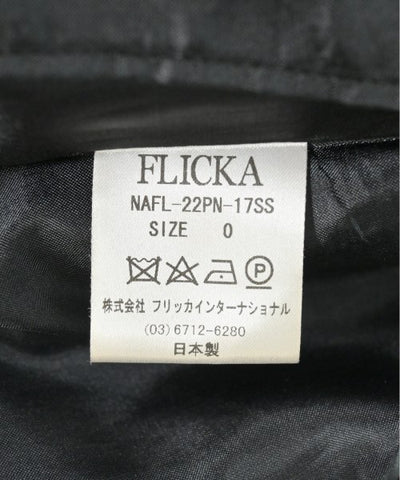 FLICKA
NAFL-22PN-17SS
SIZE 0
P
株式会社 フリッカインターナショナル
(03) 6712-6280
日本製